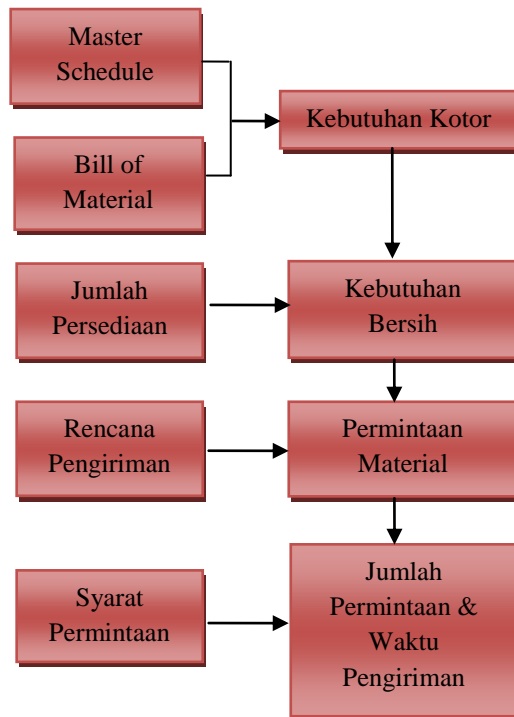 Master
Schedule
Kebutuhan Kotor
Bill of
Material
Jumlah
Persediaan
Kebutuhan
Bersih
Rencana
Pengiriman
Permintaan
Material
Syarat
Permintaan
Jumlah
Permintaan &
Waktu
Pengiriman